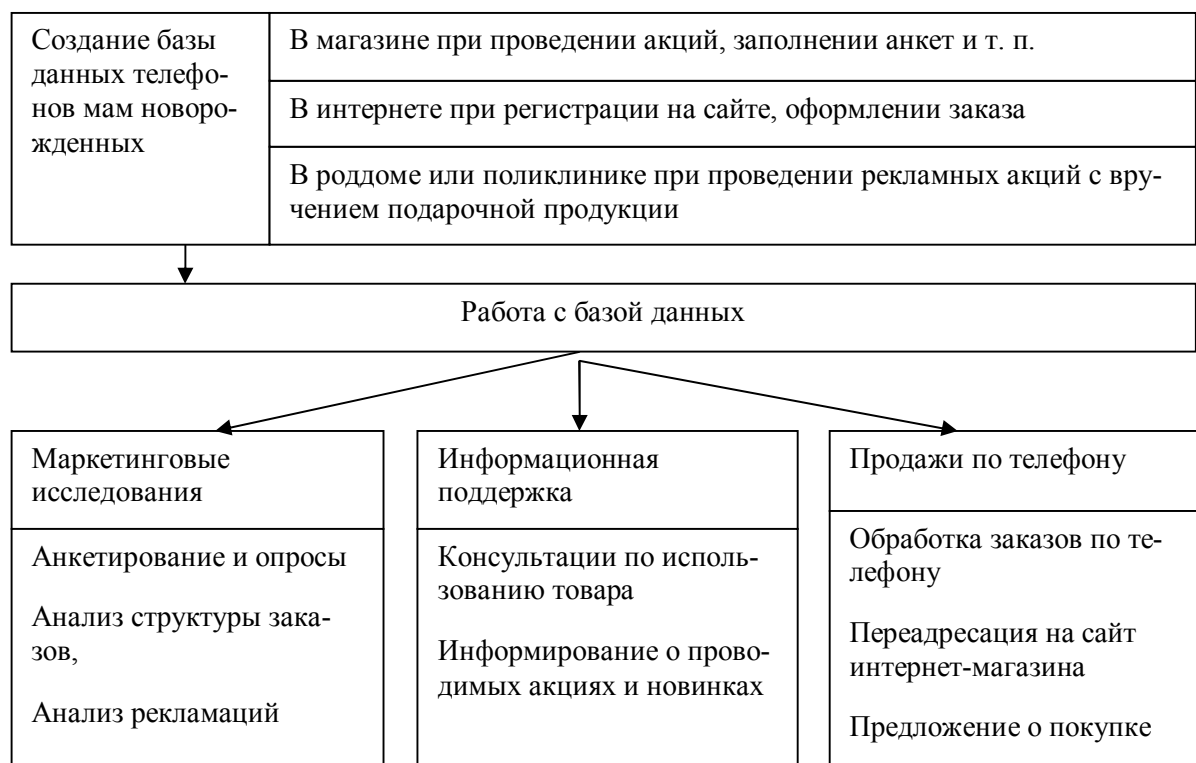 Создание базы
данных телефо-
нов мам новоро-
жденных
В магазине при проведении акций, заполнении анкет и т. п.
В интернете при регистрации на сайте, оформлении заказа
В роддоме или поликлинике при проведении рекламных акций с вру-
чением подарочной продукции
Работа с базой данных
Маркетинговые
исследования
Анкетирование и опросы
Анализ структуры зака-
зов,
Анализ рекламаций
Информационная
поддержка
Консультации по исполь-
зованию товара
Информирование о прово-
димых акциях и новинках
Продажи по телефону
Обработка заказов по те-
лефону
Переадресация на сайт
интернет-магазина
Предложение о покупке